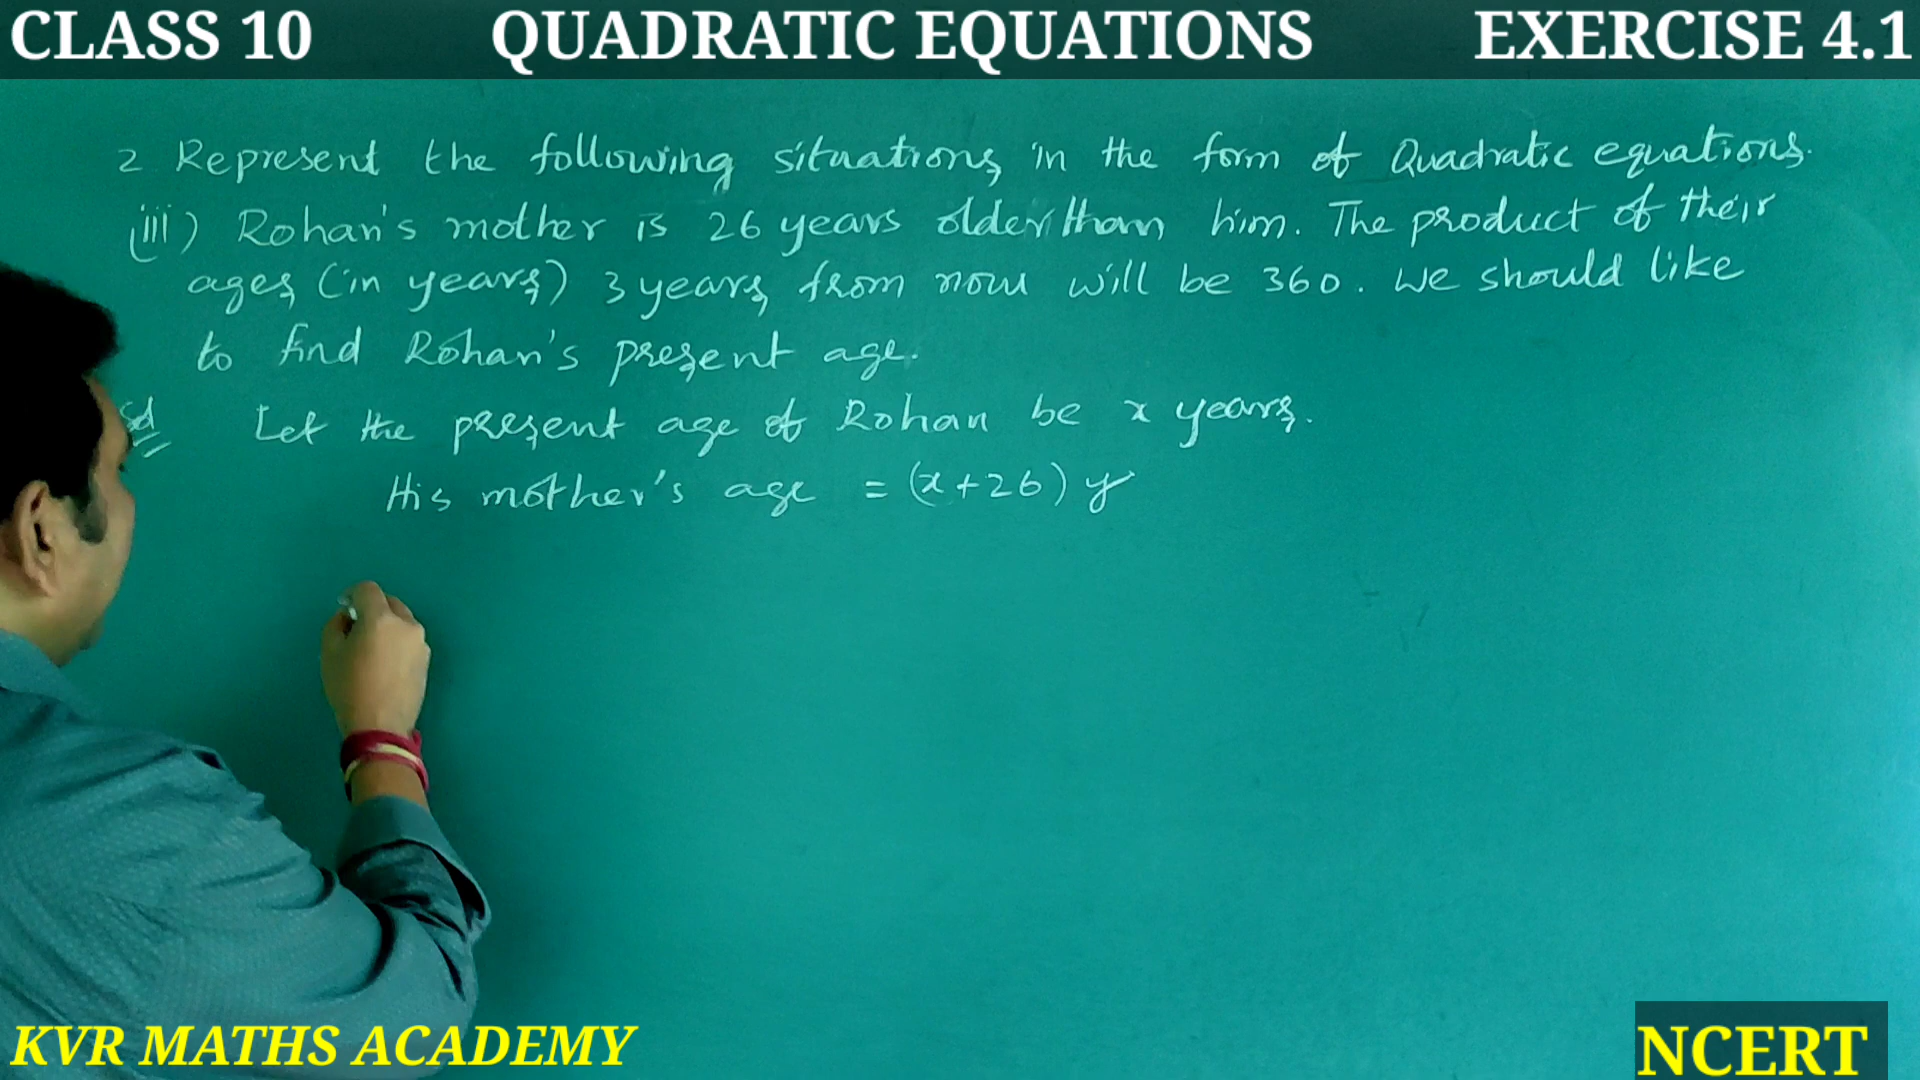 CLASS 10 QUADRATIC EQUATIONS EXERCISE 4.1
2 Represent the following situations in the form of Quadratic equations.
(iii) Rohan's mother is 26 years older than him. The product of their
ages (in years) 3 years from now will be 360. We should like
to find Rohan's present age.
Sol Let the present age of Rohan be x years.
His mother's age = (x+26) y
KVR MATHS ACADEMY
NCERT